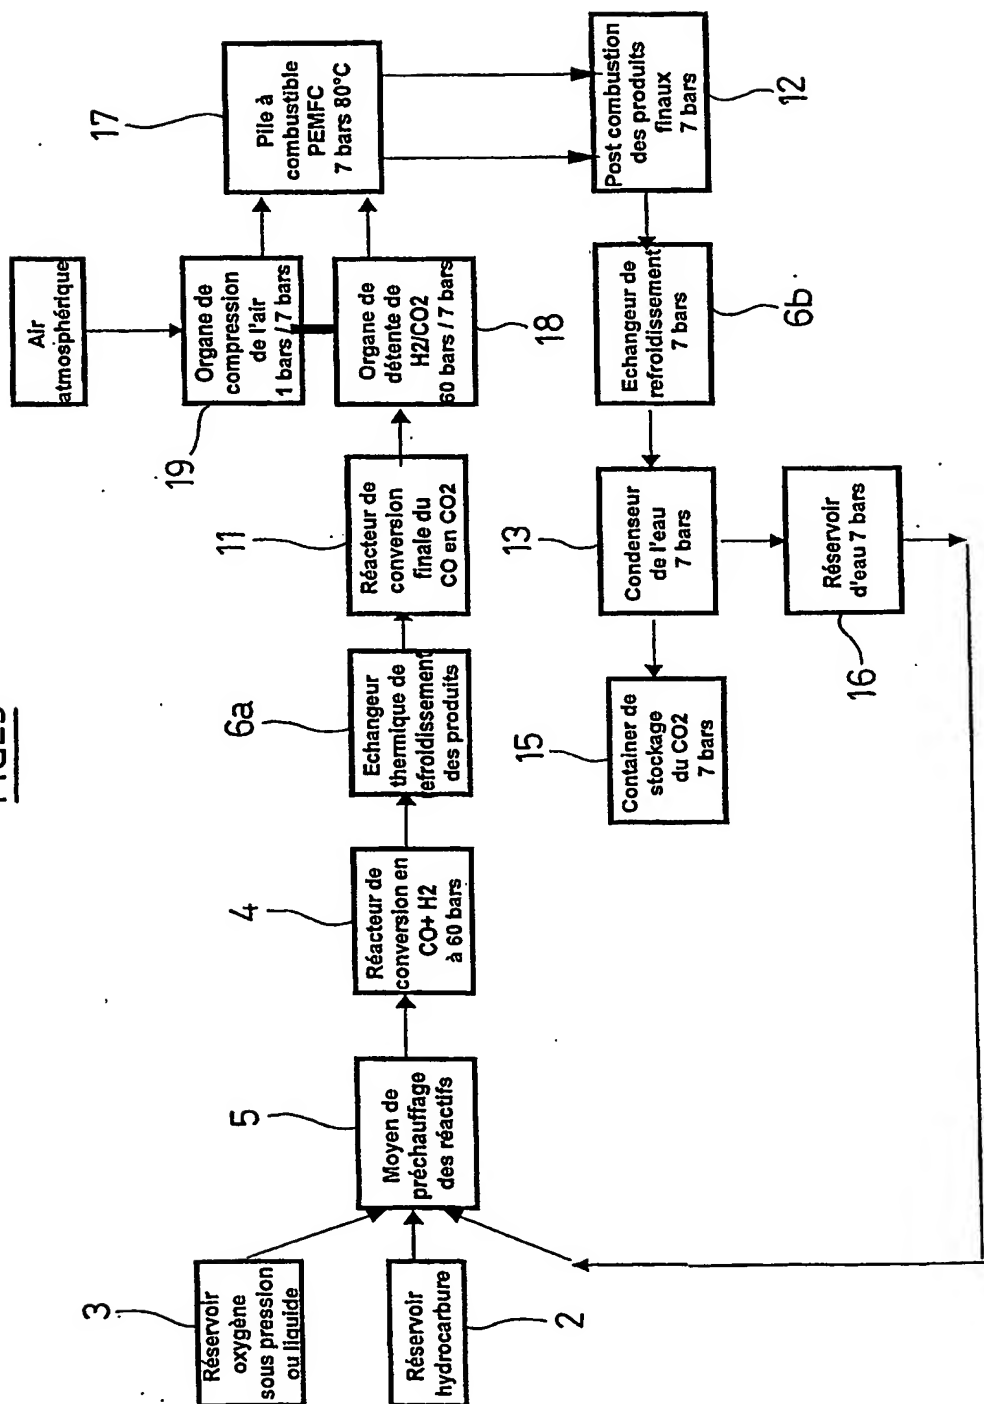 3
Réservoir
oxygène
sous pression
ou liquide
Réservoir
hydrocarbure
2
5
Moyen de
préchauffage
des réactifs
4
Réacteur de
conversion en
CO+ H2
à 60 bars
6a
Echangeur
thermique de
refroidissement
des produits
11
Réacteur de
conversion
finale du
CO en CO2
Air
atmosphérique
19
Organe de
compression
de l'air
1 bars / 7 bars
Organe de
détente de
H2/CO2
60 bars / 7 bars
18
17
Pile à
combustible
PEMFC
7 bars 80°C
Post combustion
des produits
finaux
7 bars
12
Echangeur de
refroidissement
7 bars
6b
13
Condenseur
de l'eau
7 bars
15
Container de
stockage
du CO2
7 bars
Réservoir
d'eau 7 bars
16